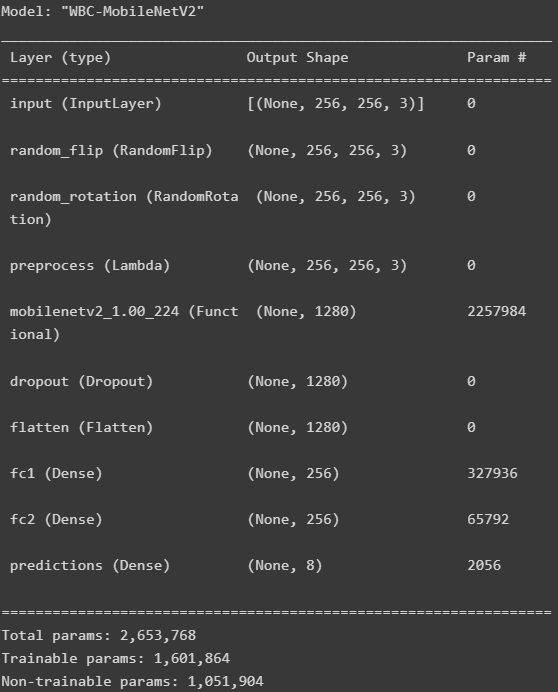 Model: "WBC-MobileNetV2"
Layer (type) Output Shape Param #
input (InputLayer) [(None, 256, 256, 3)] 0
random_flip (RandomFlip) (None, 256, 256, 3) 0
random_rotation (RandomRota (None, 256, 256, 3) 0
tion)
preprocess (Lambda) (None, 256, 256, 3) 0
mobilenetv2_1.00_224 (Funct (None, 1280) 2257984
ional)
dropout (Dropout) (None, 1280) 0
flatten (Flatten) (None, 1280) 0
fc1 (Dense) (None, 256) 327936
fc2 (Dense) (None, 256) 65792
predictions (Dense) (None, 8) 2056
Total params: 2,653,768
Trainable params: 1,601,864
Non-trainable params: 1,051,904